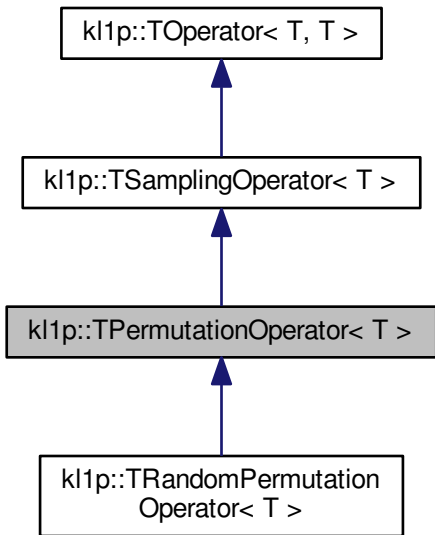 kl1p::TOperator< T, T >
kl1p::TSamplingOperator< T >
kl1p::TPermutationOperator< T >
kl1p::TRandomPermutation
Operator< T >